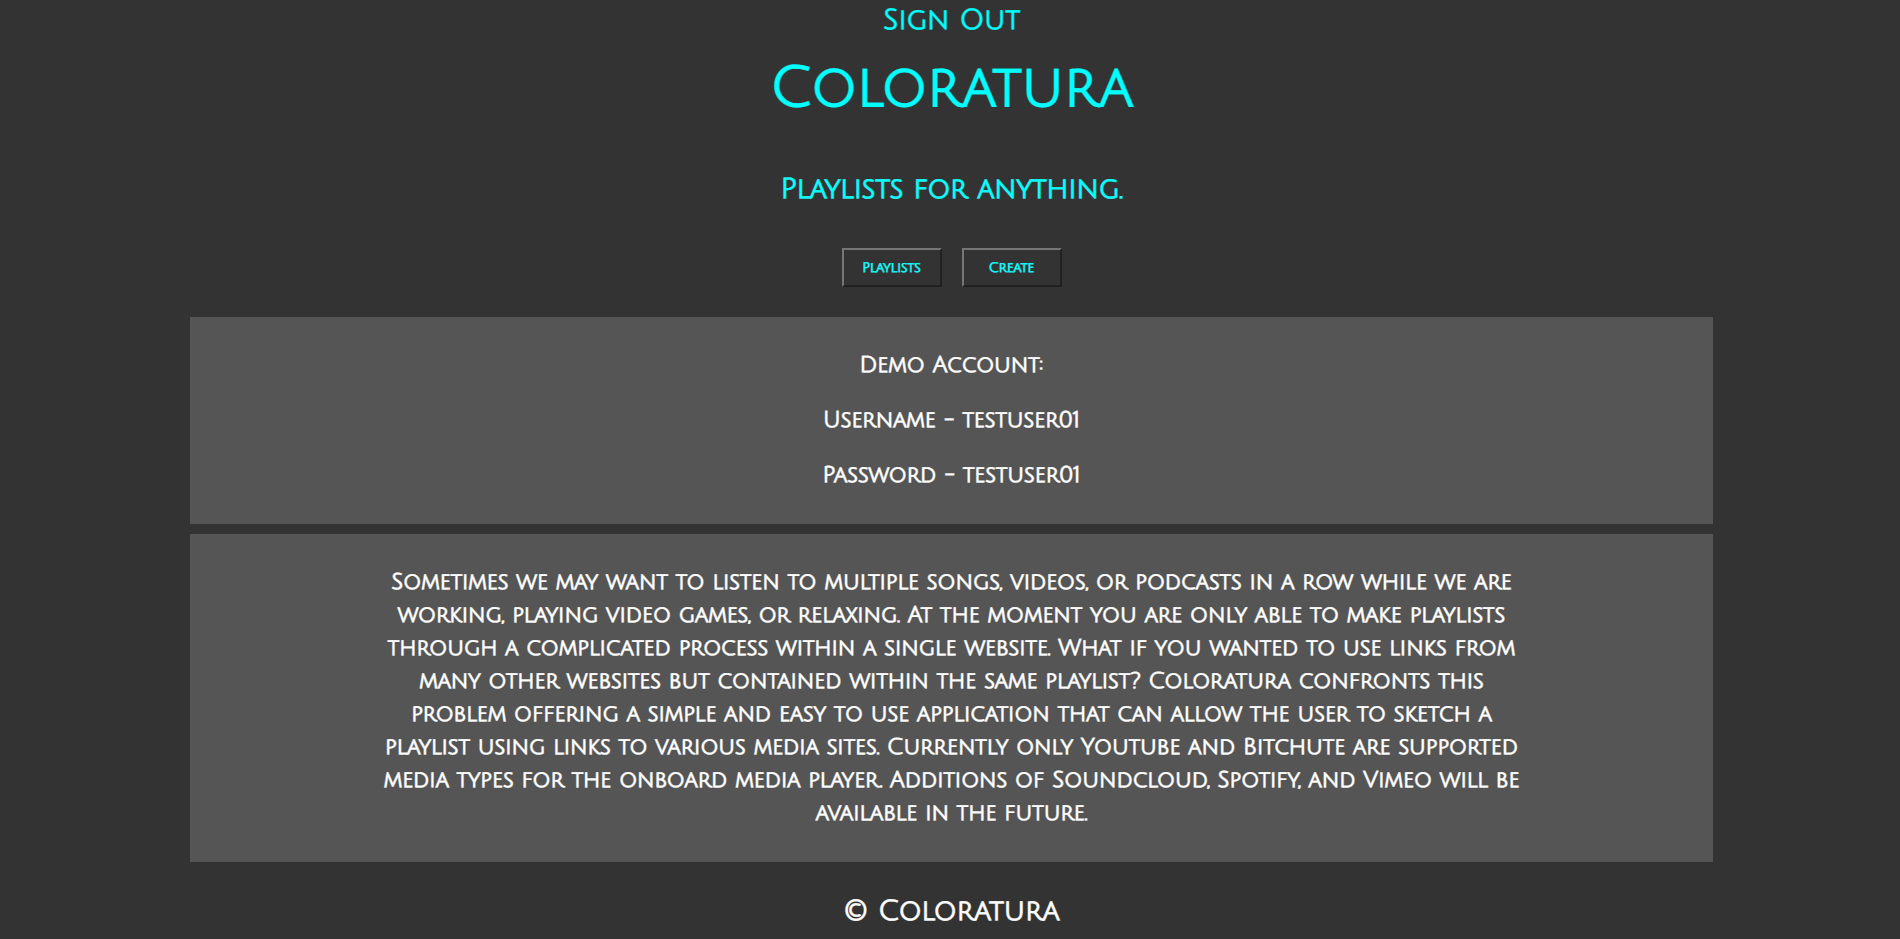 Sign Out
Coloratura
Playlists for anything.
Playlists
Create
Demo Account:
Username - testuser01
Password - testuser01
Sometimes we may want to listen to multiple songs, videos, or podcasts in a row while we are
working, playing video games, or relaxing. At the moment you are only able to make playlists
through a complicated process within a single website. What if you wanted to use links from
many other websites but contained within the same playlist? Coloratura confronts this
problem offering a simple and easy to use application that can allow the user to sketch a
playlist using links to various media sites. Currently only Youtube and Bitchute are supported
media types for the onboard media player. Additions of Soundcloud, Spotify, and Vimeo will be
available in the future.
© Coloratura